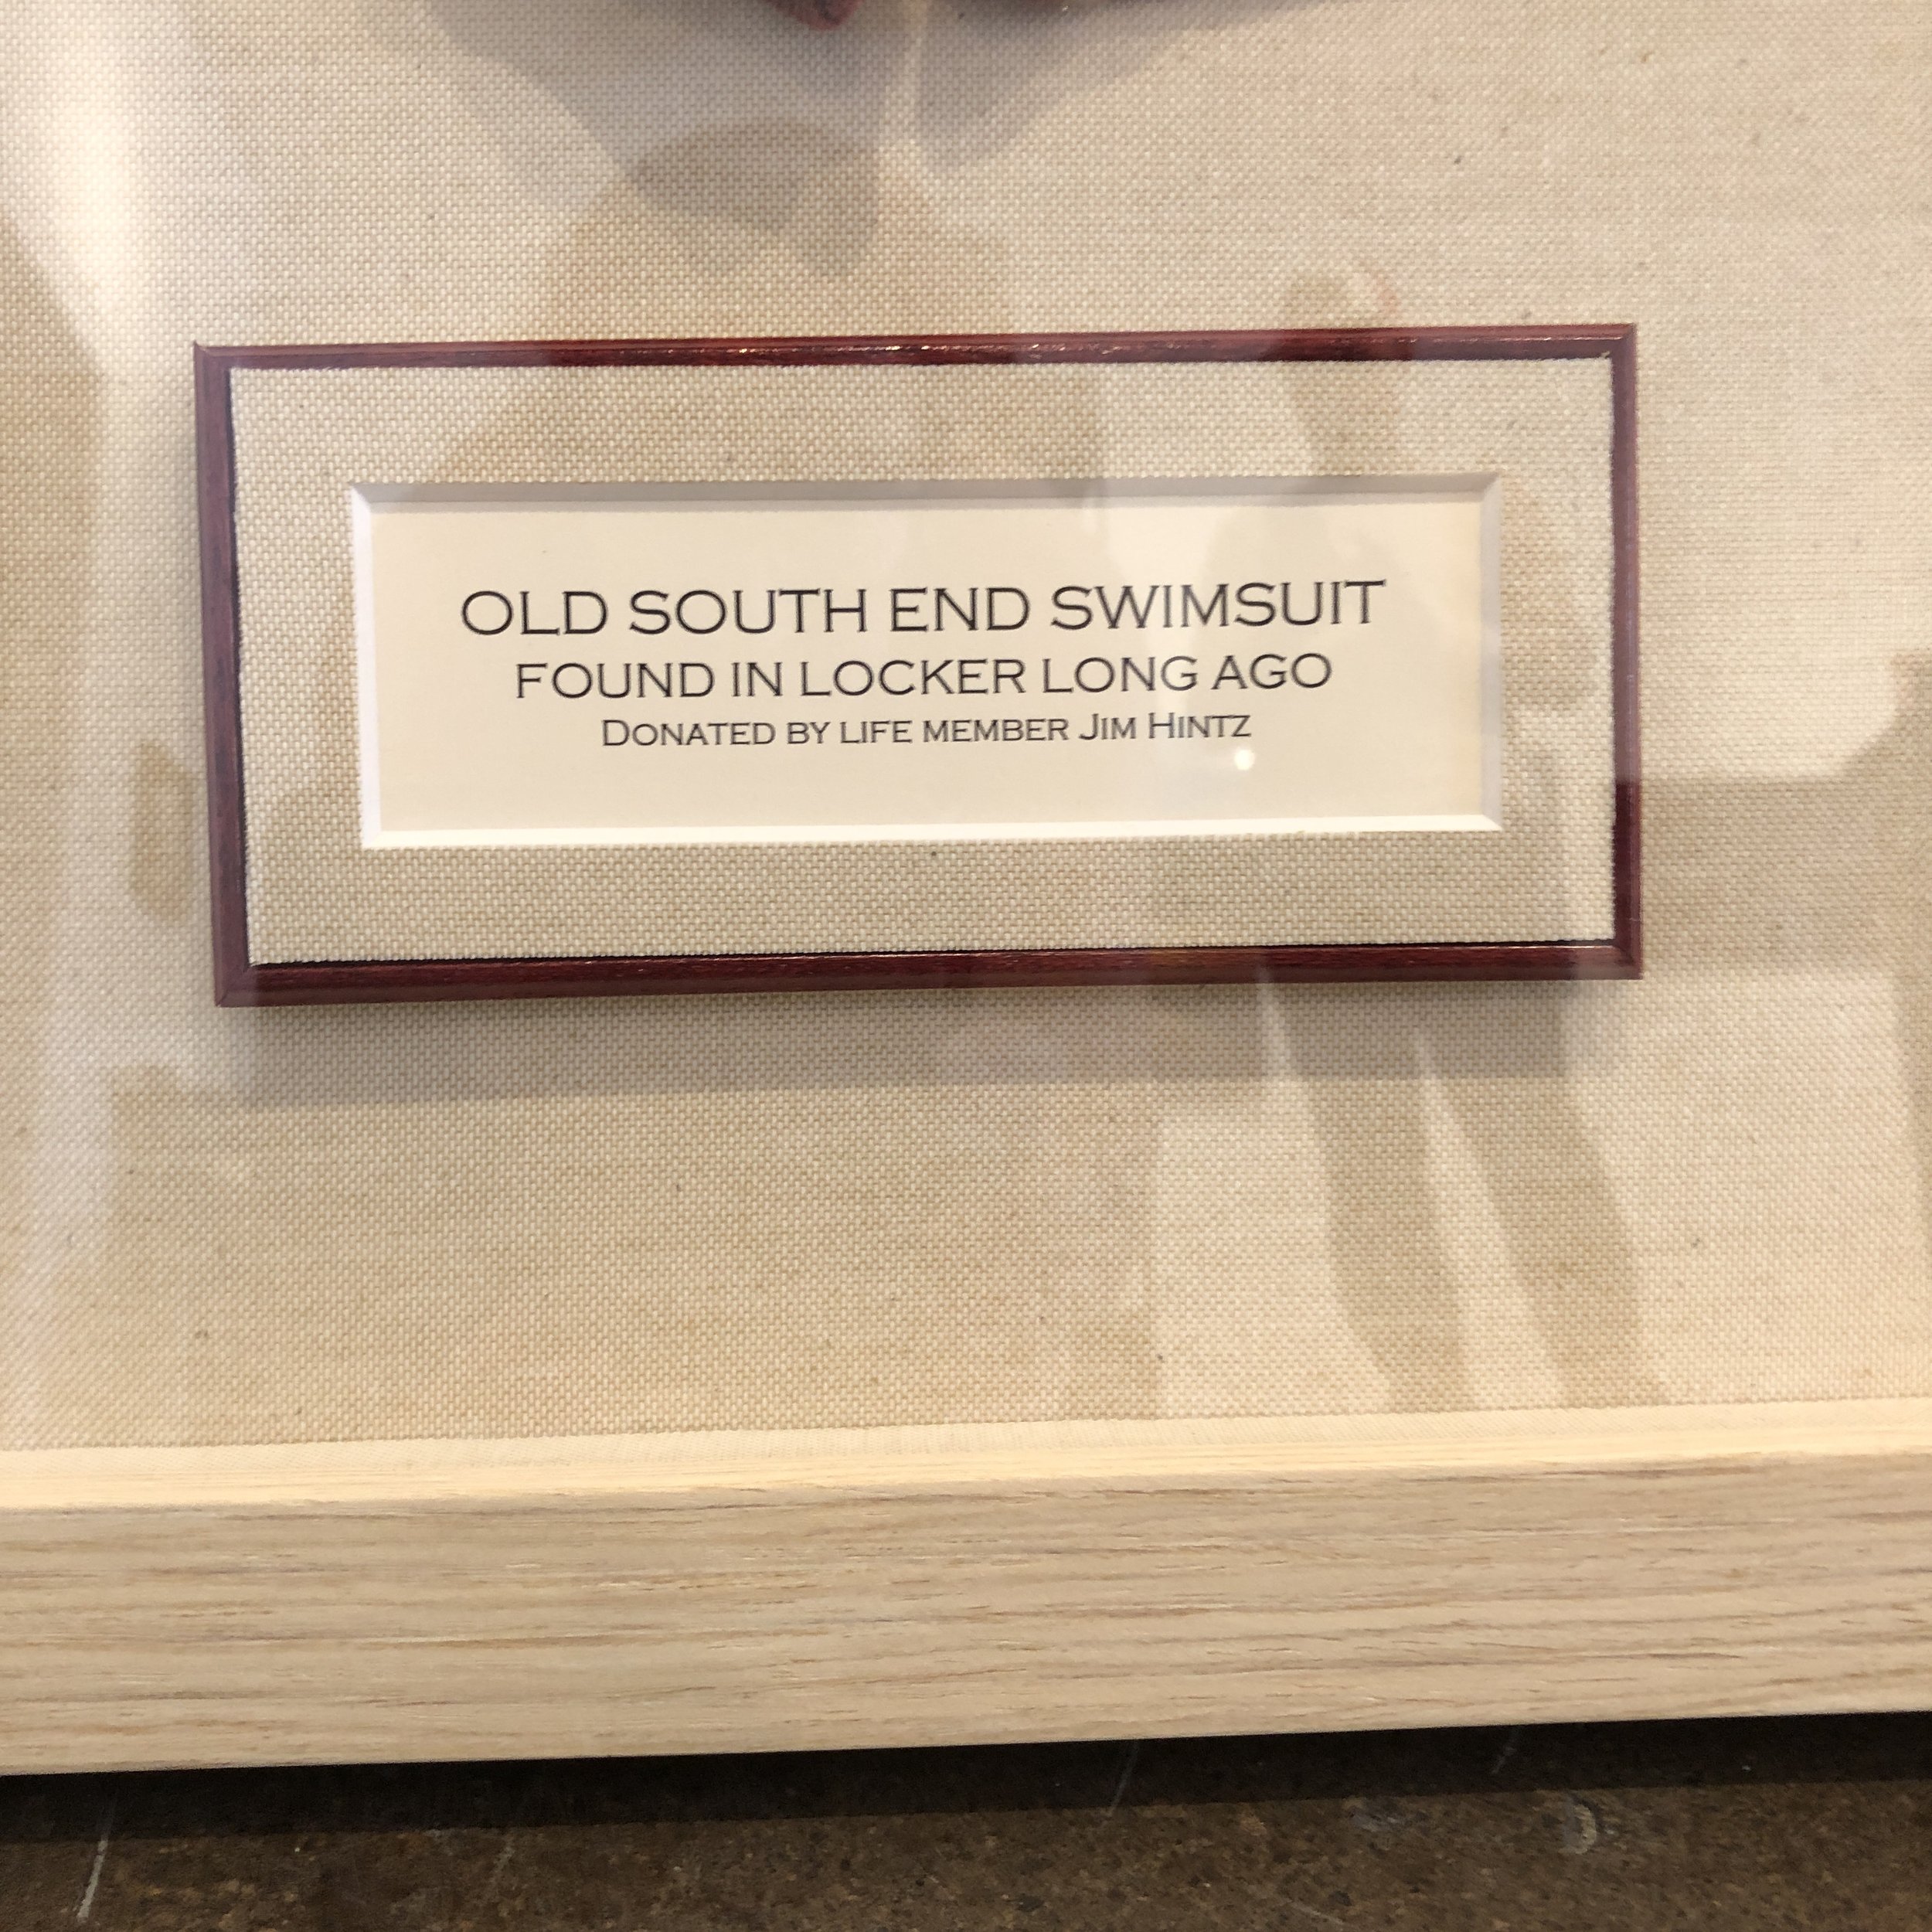 OLD SOUTH END SWIMSUIT
FOUND IN LOCKER LONG AGO
DONATED BY LIFE MEMBER JIM HINTZ